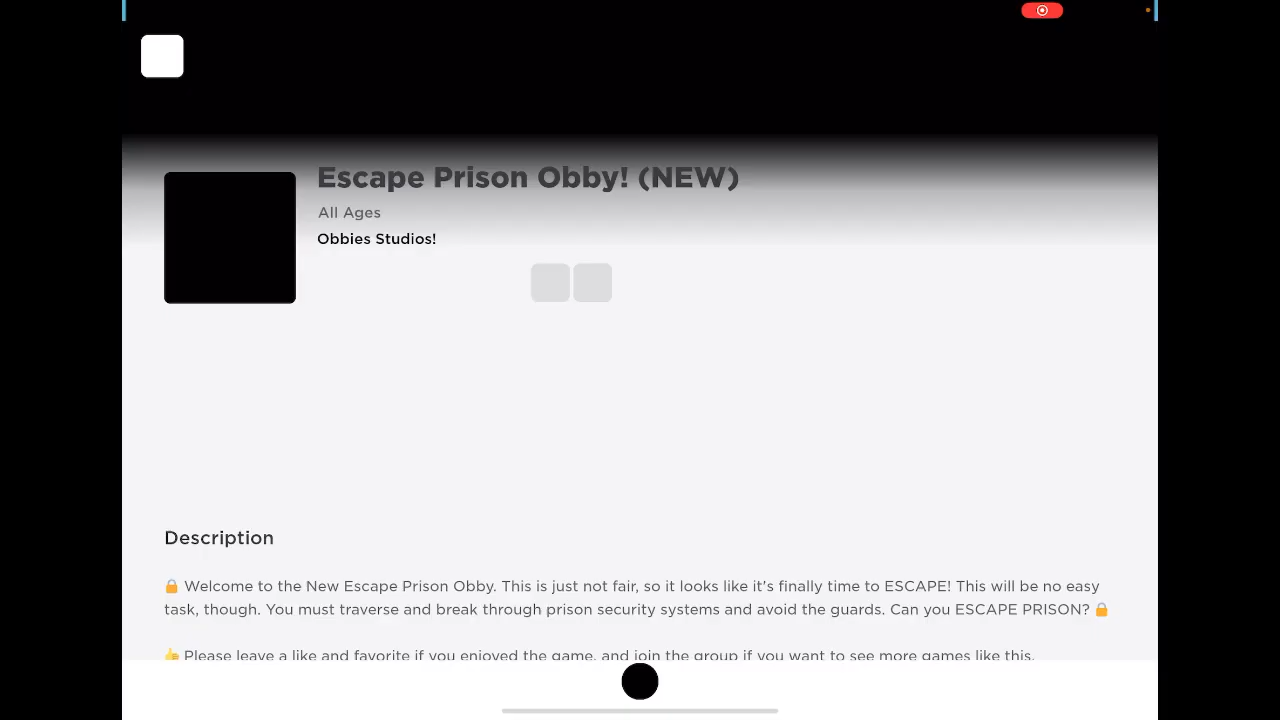 Escape Prison Obby! (NEW)
All Ages
Obbies Studios!
Description
🔒 Welcome to the New Escape Prison Obby. This is just not fair, so it looks like it's finally time to ESCAPE! This will be no easy
task, though. You must traverse and break through prison security systems and avoid the guards. Can you ESCAPE PRISON? 🔒
👍 Please leave a like and favorite if you enjoyed the game, and join the group if you want to see more games like this.